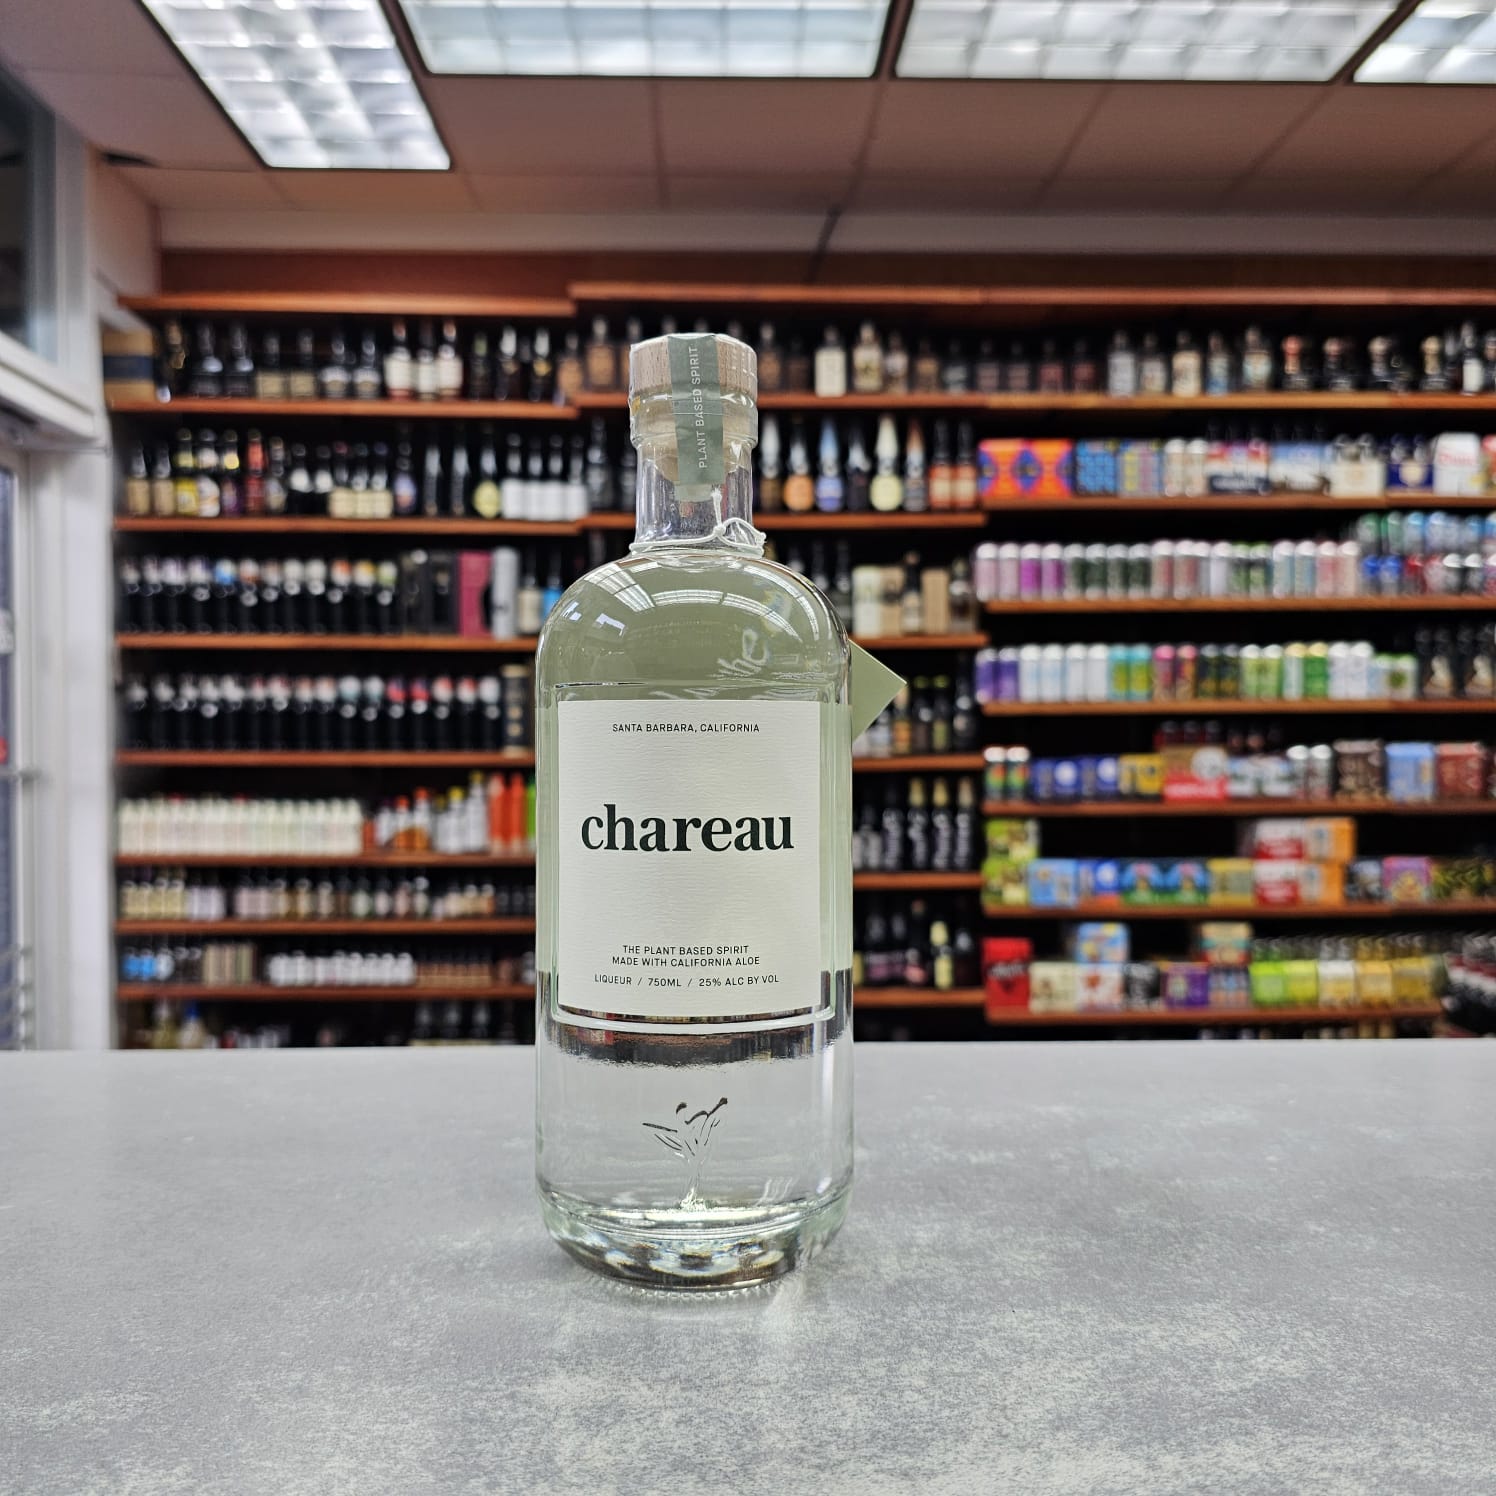 PLANT BASED SPIRIT
SANTA BARBARA, CALIFORNIA
chareau
THE PLANT BASED SPIRIT
MADE WITH CALIFORNIA ALOE
LIQUEUR / 750ML / 25% ALC BY VOL